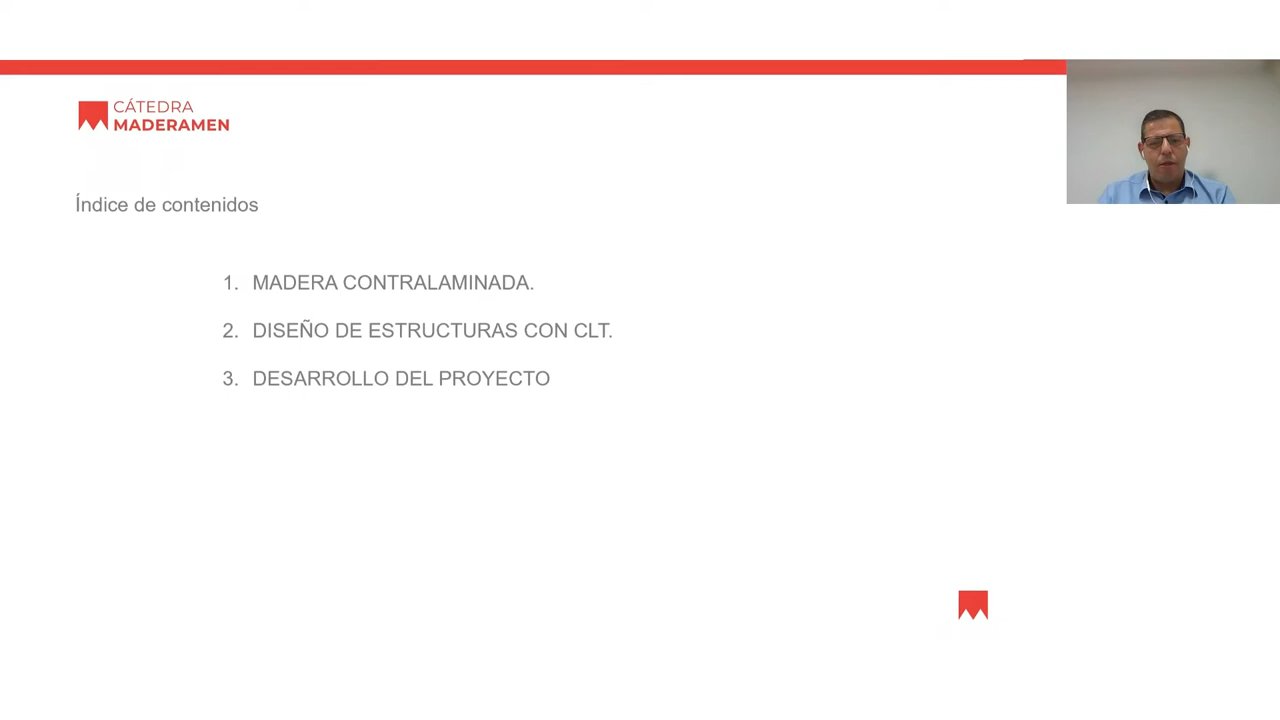 CÁTEDRA
MADERAMEN
Índice de contenidos
1. MADERA CONTRALAMINADA.
2. DISEÑO DE ESTRUCTURAS CON CLT.
3. DESARROLLO DEL PROYECTO